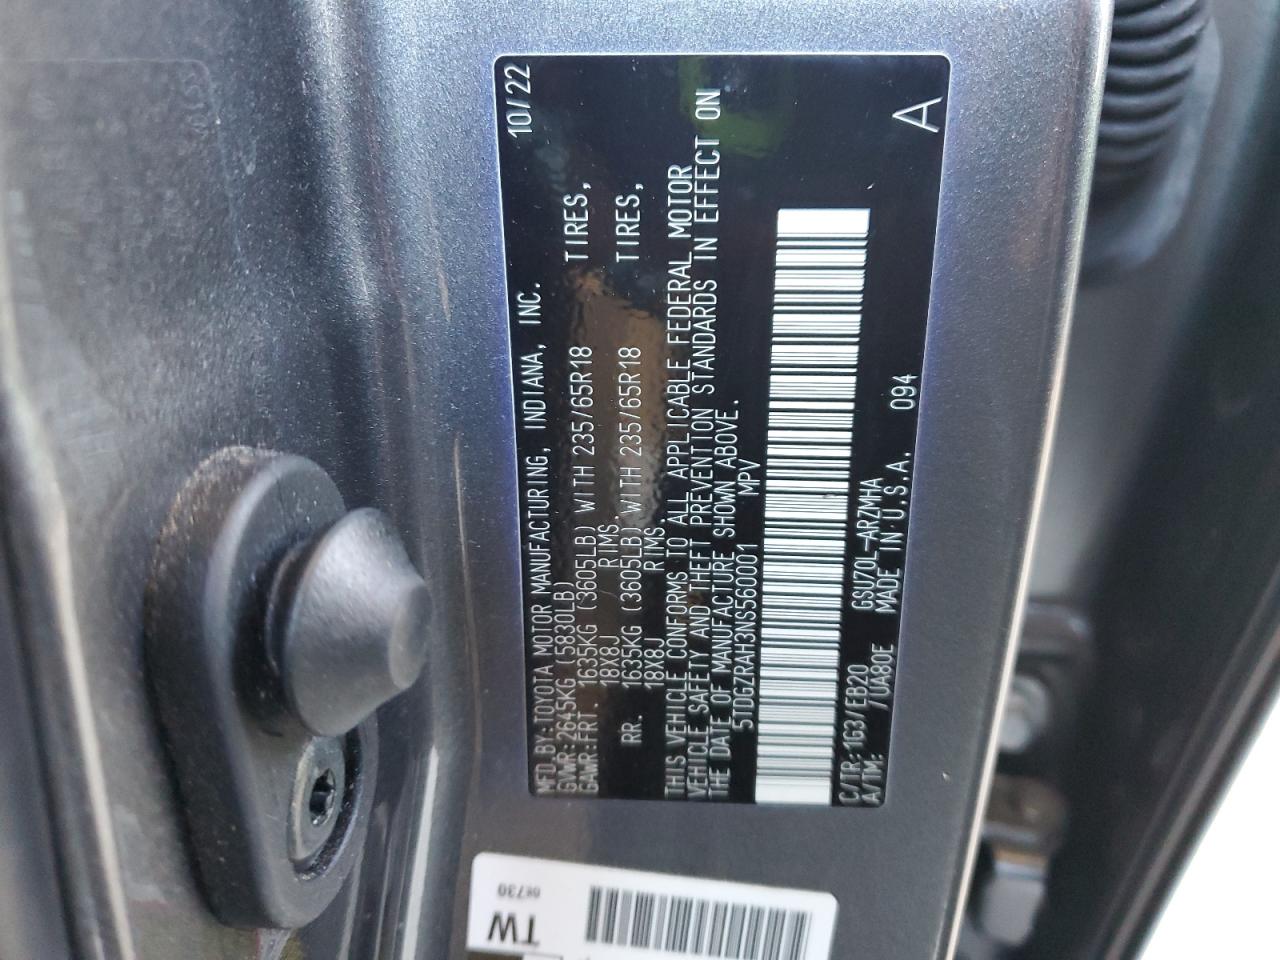 MFD.BY:TOYOTA MOTOR MANUFACTURING, INDIANA, INC. 10/22
GVWR:2645KG (5830LB)
GAWR:FRT. 1635KG (3605LB) WITH 235/65R18 TIRES,
18X8J RIMS.
RR. 1635KG (3605LB) WITH 235/65R18 TIRES,
18X8J RIMS.
THIS VEHICLE CONFORMS TO ALL APPLICABLE FEDERAL MOTOR
VEHICLE SAFETY AND THEFT PREVENTION STANDARDS IN EFFECT ON
THE DATE OF MANUFACTURE SHOWN ABOVE.
5TDGZRAH3NS560001 MPV
C/TR:1G3/EB20 GSU70L-ARZMHA 094 A
A/TM: /UA80E MADE IN U.S.A.
TW